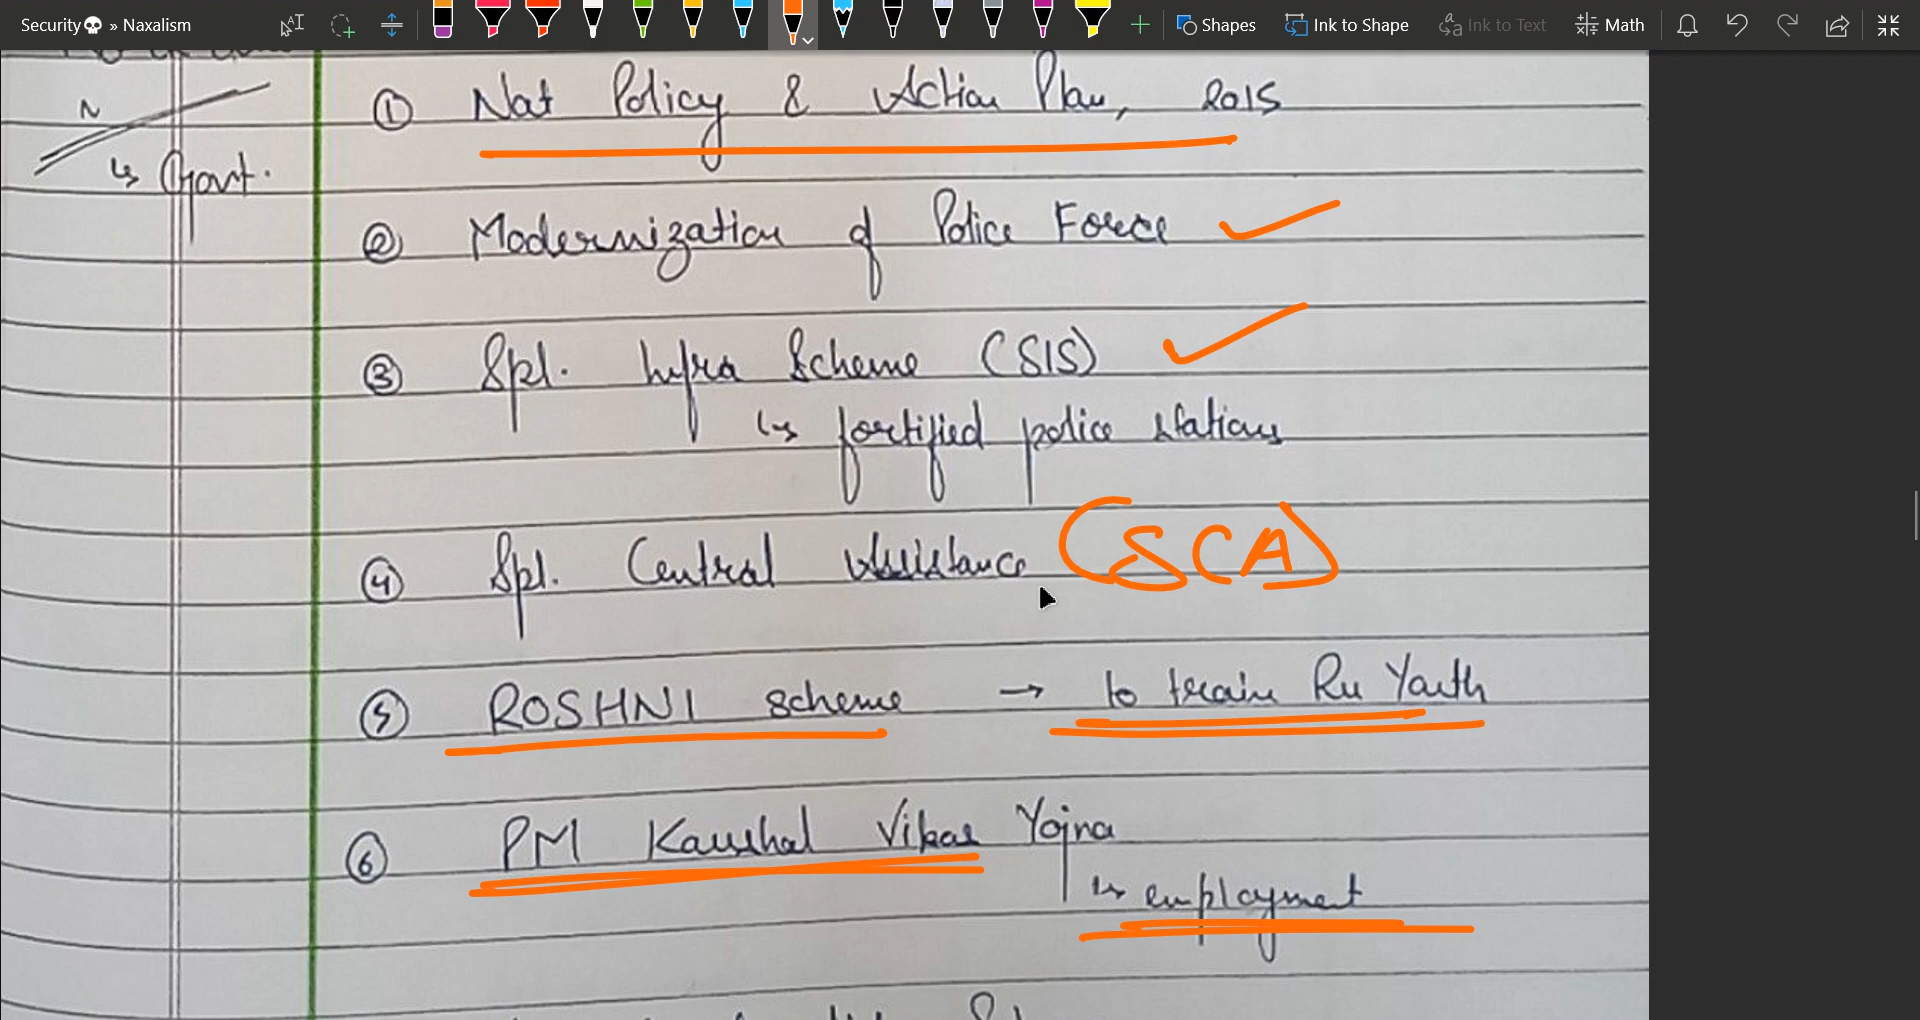 Security💀 » Naxalism
Shapes
Ink to Shape
Ink to Text
Math
① Nat Policy & Action Plan, 2015
N
↳ Govt.
② Modernization of Police Force ✓
③ Spl. Infra Scheme (SIS) ✓
↳ fortified police stations
④ Spl. Central Assistance (SCA)
⑤ ROSHNI scheme → to train Ru Youth
⑥ PM Kaushal Vikas Yojna
↳ employment